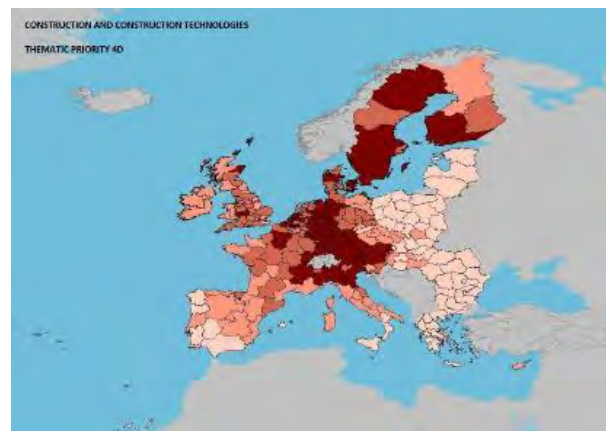 CONSTRUCTION AND CONSTRUCTION TECHNOLOGIES
THEMATIC PRIORITY 4D